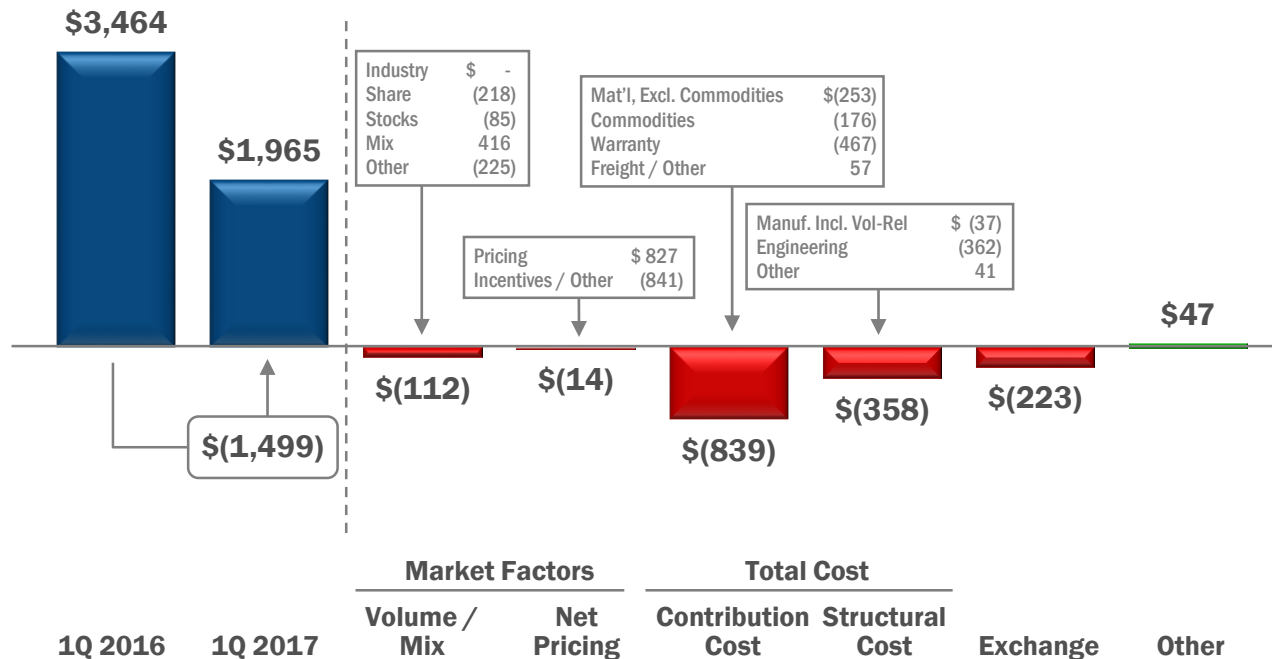 $3,464
$1,965
Industry $ -
Share (218)
Stocks (85)
Mix 416
Other (225)
Mat'l, Excl. Commodities $(253)
Commodities (176)
Warranty (467)
Freight / Other 57
Pricing $ 827
Incentives / Other (841)
Manuf. Incl. Vol-Rel $ (37)
Engineering (362)
Other 41
$(1,499)
$(112)
$(14)
$(839)
$(358)
$(223)
$47
Market Factors
Total Cost
1Q 2016
1Q 2017
Volume /
Mix
Net
Pricing
Contribution
Cost
Structural
Cost
Exchange
Other